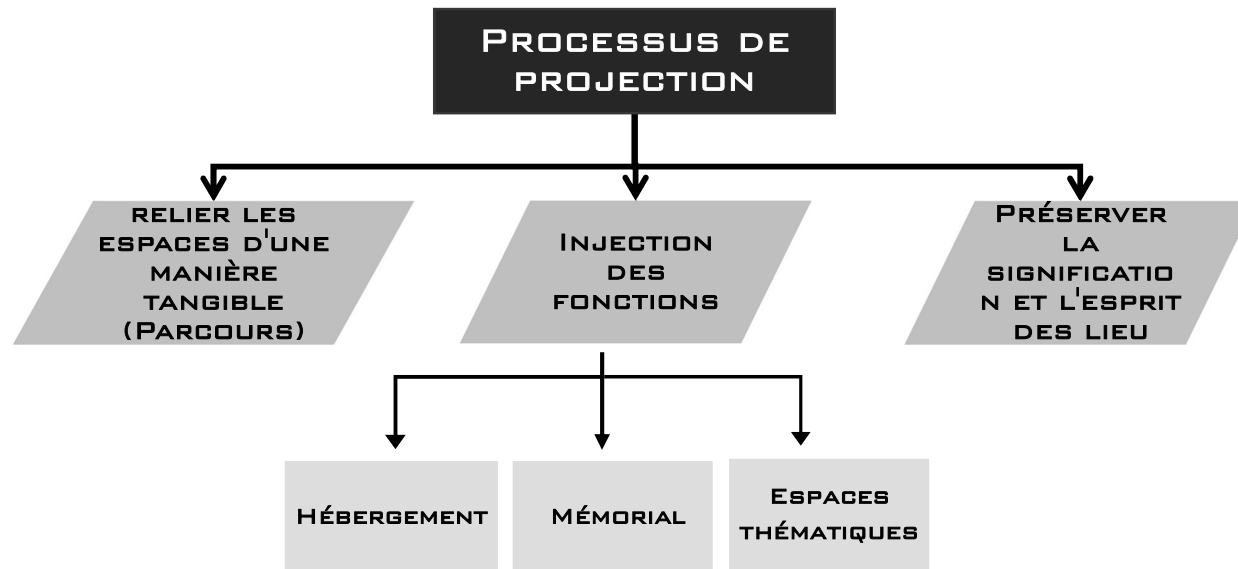 Processus de
projection
relier les
espaces d'une
manière
tangible
(Parcours)
Injection
des
fonctions
Préserver
la
significatio
n et l'esprit
des lieu
Hébergement
Mémorial
Espaces
thématiques